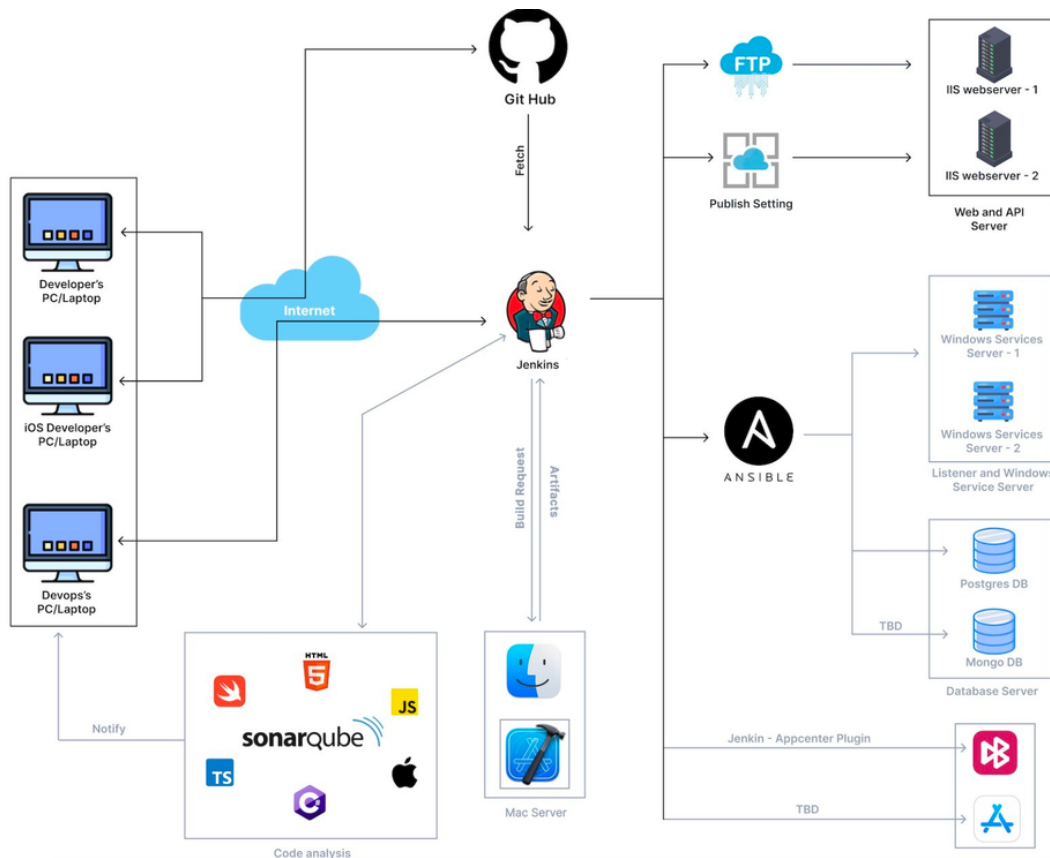 Git Hub
Fetch
FTP
IIS webserver - 1
IIS webserver - 2
Publish Setting
Web and API
Server
Developer's
PC/Laptop
iOS Developer's
PC/Laptop
Devops's
PC/Laptop
Internet
Jenkins
Build Request
Artifacts
ANSIBLE
Windows Services
Server - 1
Windows Services
Server - 2
Listener and Windows
Service Server
Postgres DB
TBD
Mongo DB
Database Server
Notify
HTML
5
JS
sonarqube
TS
C#
Code analysis
Mac Server
Jenkin - Appcenter Plugin
TBD